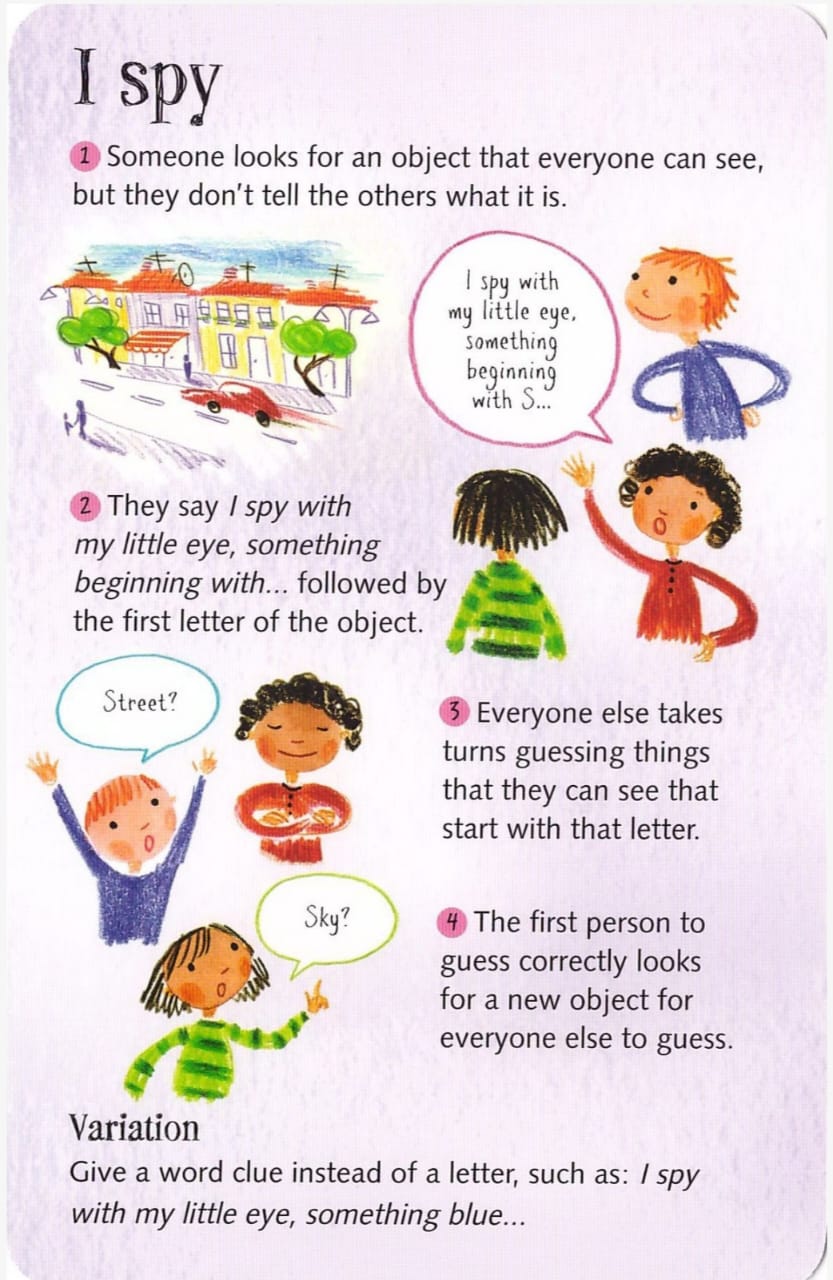 I spy
1 Someone looks for an object that everyone can see,
but they don't tell the others what it is.
I spy with
my little eye,
something
beginning
with S...
2 They say I spy with
my little eye, something
beginning with... followed by
the first letter of the object.
Street?
3 Everyone else takes
turns guessing things
that they can see that
start with that letter.
Sky?
4 The first person to
guess correctly looks
for a new object for
everyone else to guess.
Variation
Give a word clue instead of a letter, such as: I spy
with my little eye, something blue...